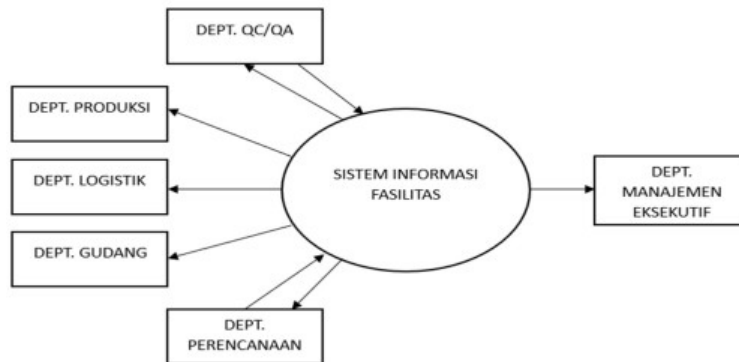 DEPT. QC/QA
DEPT. PRODUKSI
DEPT. LOGISTIK
DEPT. GUDANG
DEPT.
PERENCANAAN
SISTEM INFORMASI
FASILITAS
DEPT.
MANAJEMEN
EKSEKUTIF